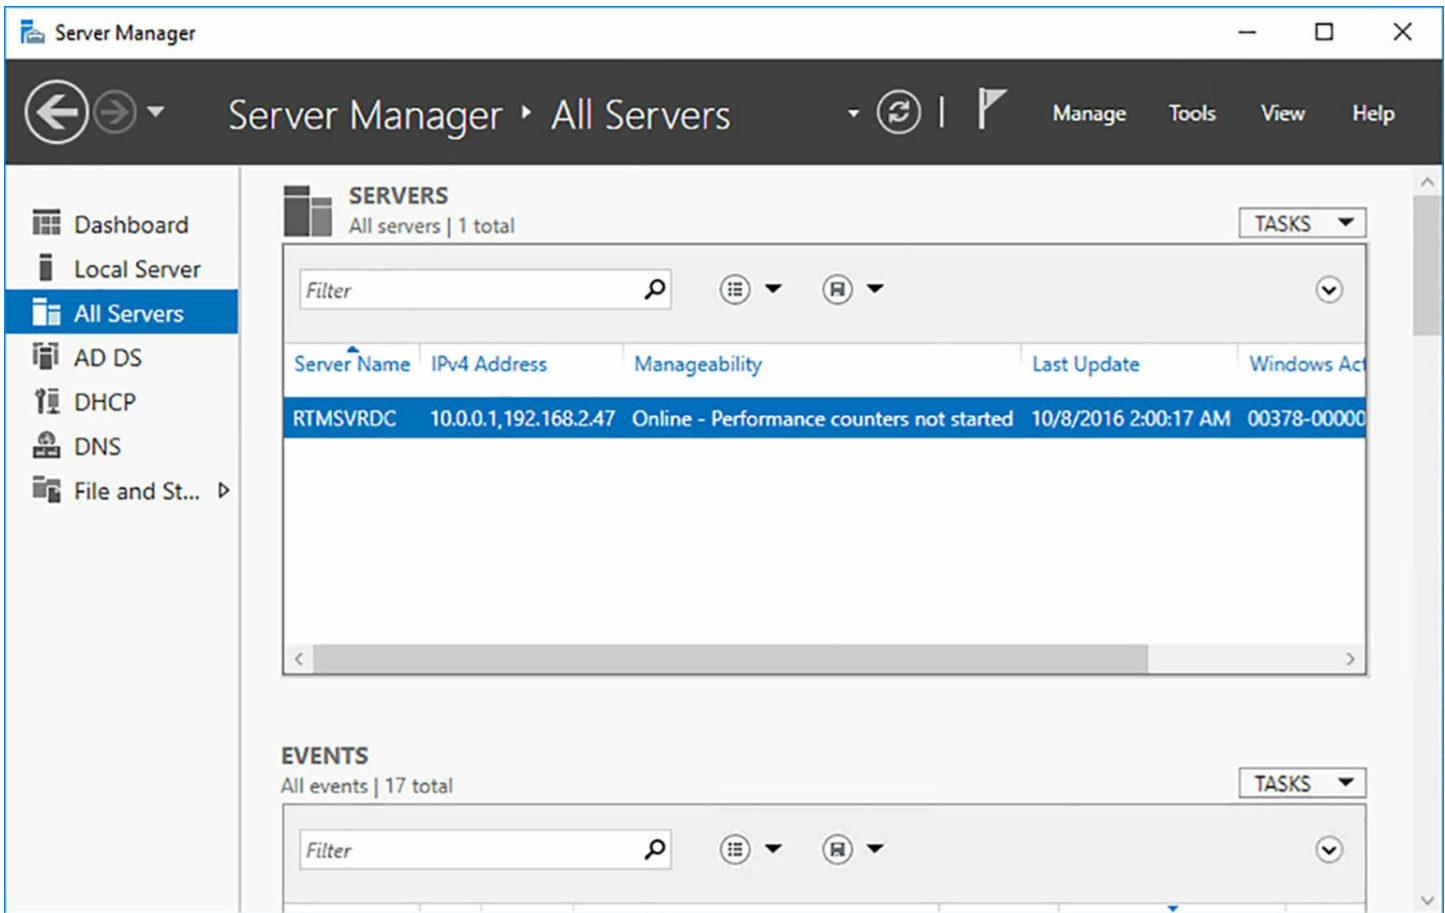 Server Manager
Server Manager ‣ All Servers
Manage Tools View Help
Dashboard
Local Server
All Servers
AD DS
DHCP
DNS
File and St...
SERVERS
All servers | 1 total
TASKS
Filter
Server Name IPv4 Address Manageability Last Update Windows Act
RTMSVRDC 10.0.0.1,192.168.2.47 Online - Performance counters not started 10/8/2016 2:00:17 AM 00378-00000
EVENTS
All events | 17 total
TASKS
Filter